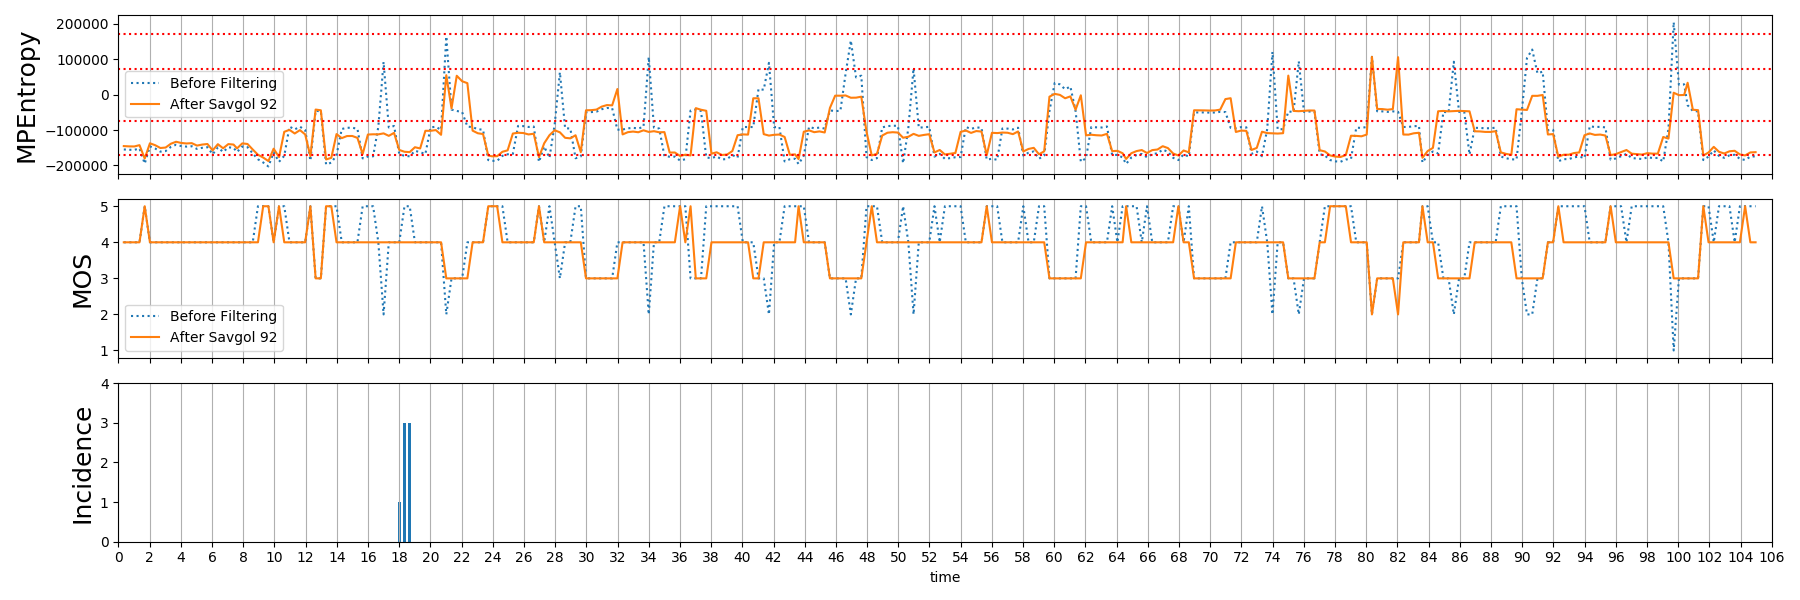 MPEntropy
200000
100000
0
−100000
−200000
Before Filtering
After Savgol 92
MOS
5
4
3
2
1
Before Filtering
After Savgol 92
Incidence
4
3
2
1
0
0 2 4 6 8 10 12 14 16 18 20 22 24 26 28 30 32 34 36 38 40 42 44 46 48 50 52 54 56 58 60 62 64 66 68 70 72 74 76 78 80 82 84 86 88 90 92 94 96 98 100 102 104 106
time